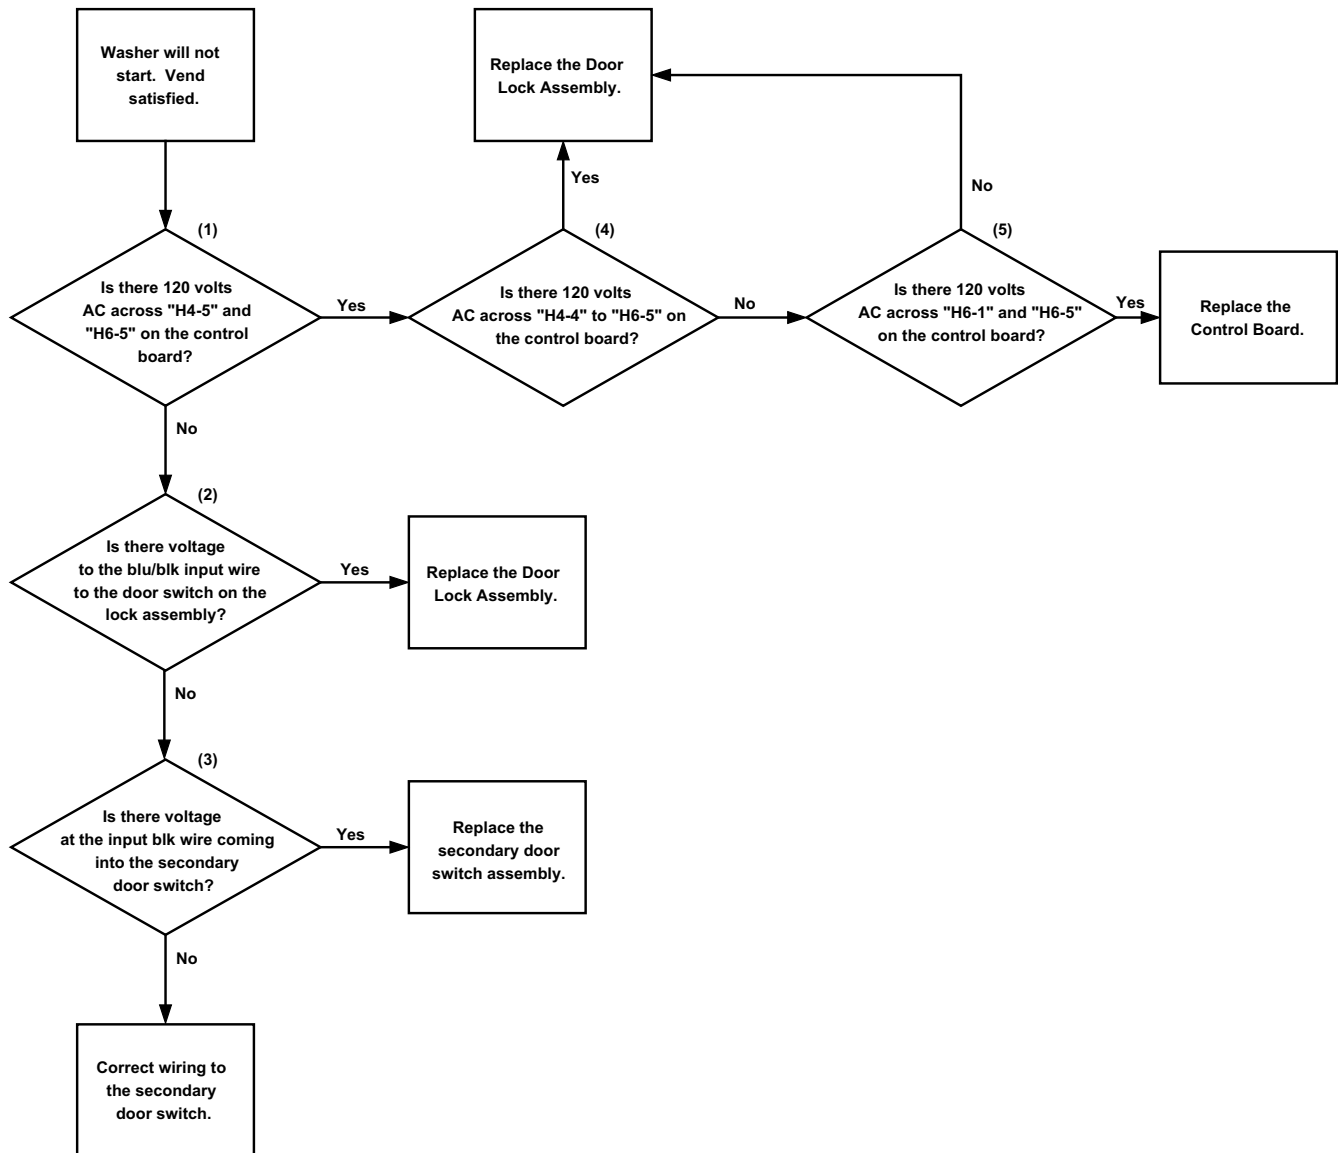 Washer will not
start.  Vend
satisfied.
Replace the Door
Lock Assembly.
Yes
No
(1)
Is there 120 volts
AC across "H4-5" and
"H6-5" on the control
board?
Yes
(4)
Is there 120 volts
AC across "H4-4" to "H6-5" on
the control board?
No
(5)
Is there 120 volts
AC across "H6-1" and "H6-5"
on the control board?
Yes
Replace the
Control Board.
No
(2)
Is there voltage
to the blu/blk input wire
to the door switch on the
lock assembly?
Yes
Replace the Door
Lock Assembly.
No
(3)
Is there voltage
at the input blk wire coming
into the secondary
door switch?
Yes
Replace the
secondary door
switch assembly.
No
Correct wiring to
the secondary
door switch.